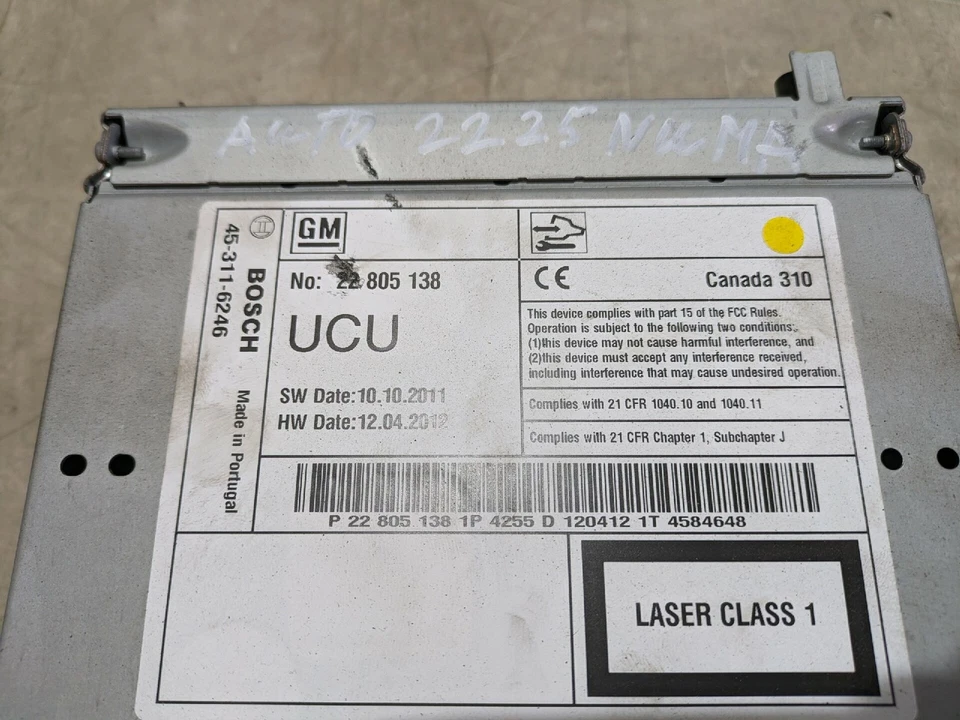 AUTO 2225 NUMA
GM
No: 22 805 138
UCU
SW Date:10.10.2011
HW Date:12.04.2012
CE
Canada 310
This device complies with part 15 of the FCC Rules.
Operation is subject to the following two conditions:
(1)this device may not cause harmful interference, and
(2)this device must accept any interference received,
including interference that may cause undesired operation.
Complies with 21 CFR 1040.10 and 1040.11
Complies with 21 CFR Chapter 1, Subchapter J
BOSCH Made in Portugal
45-311-6246
P 22 805 138 1P 4255 D 120412 1T 4584648
LASER CLASS 1